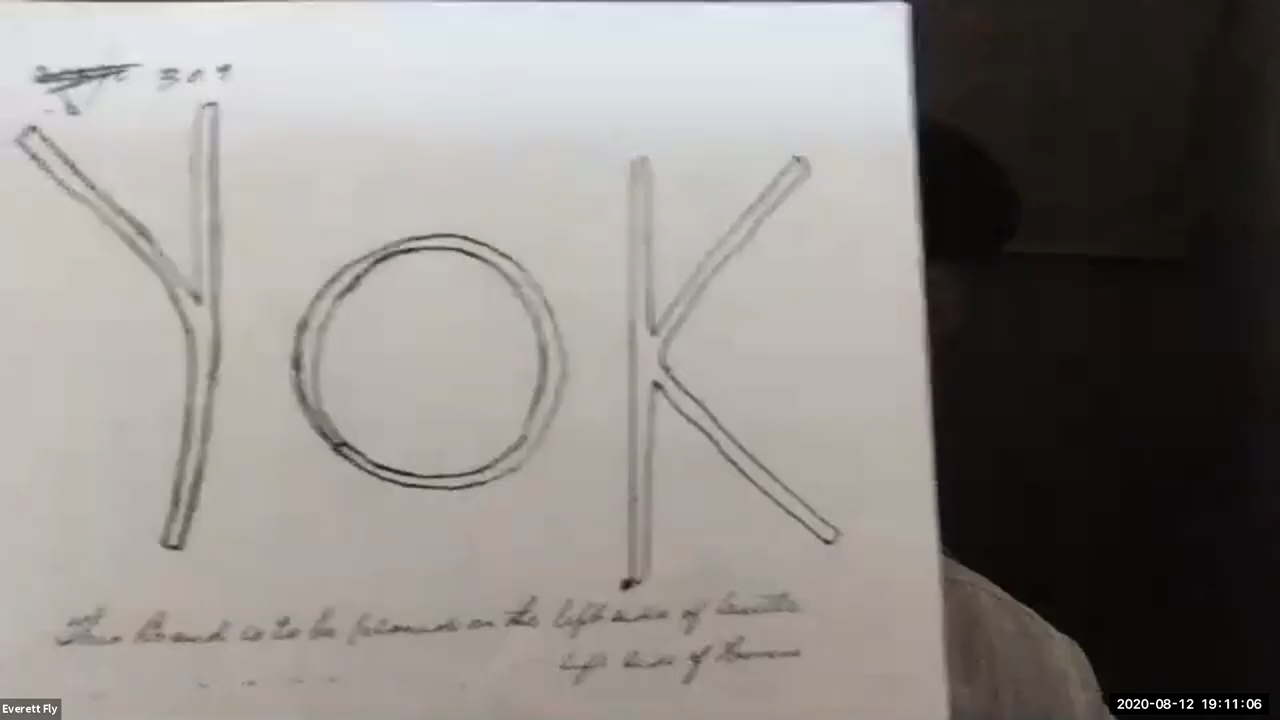 309
YOK
The Brand is to be placed on the left side of Cattle
left side of Horses
Everett Fly
2020-08-12 19:11:06